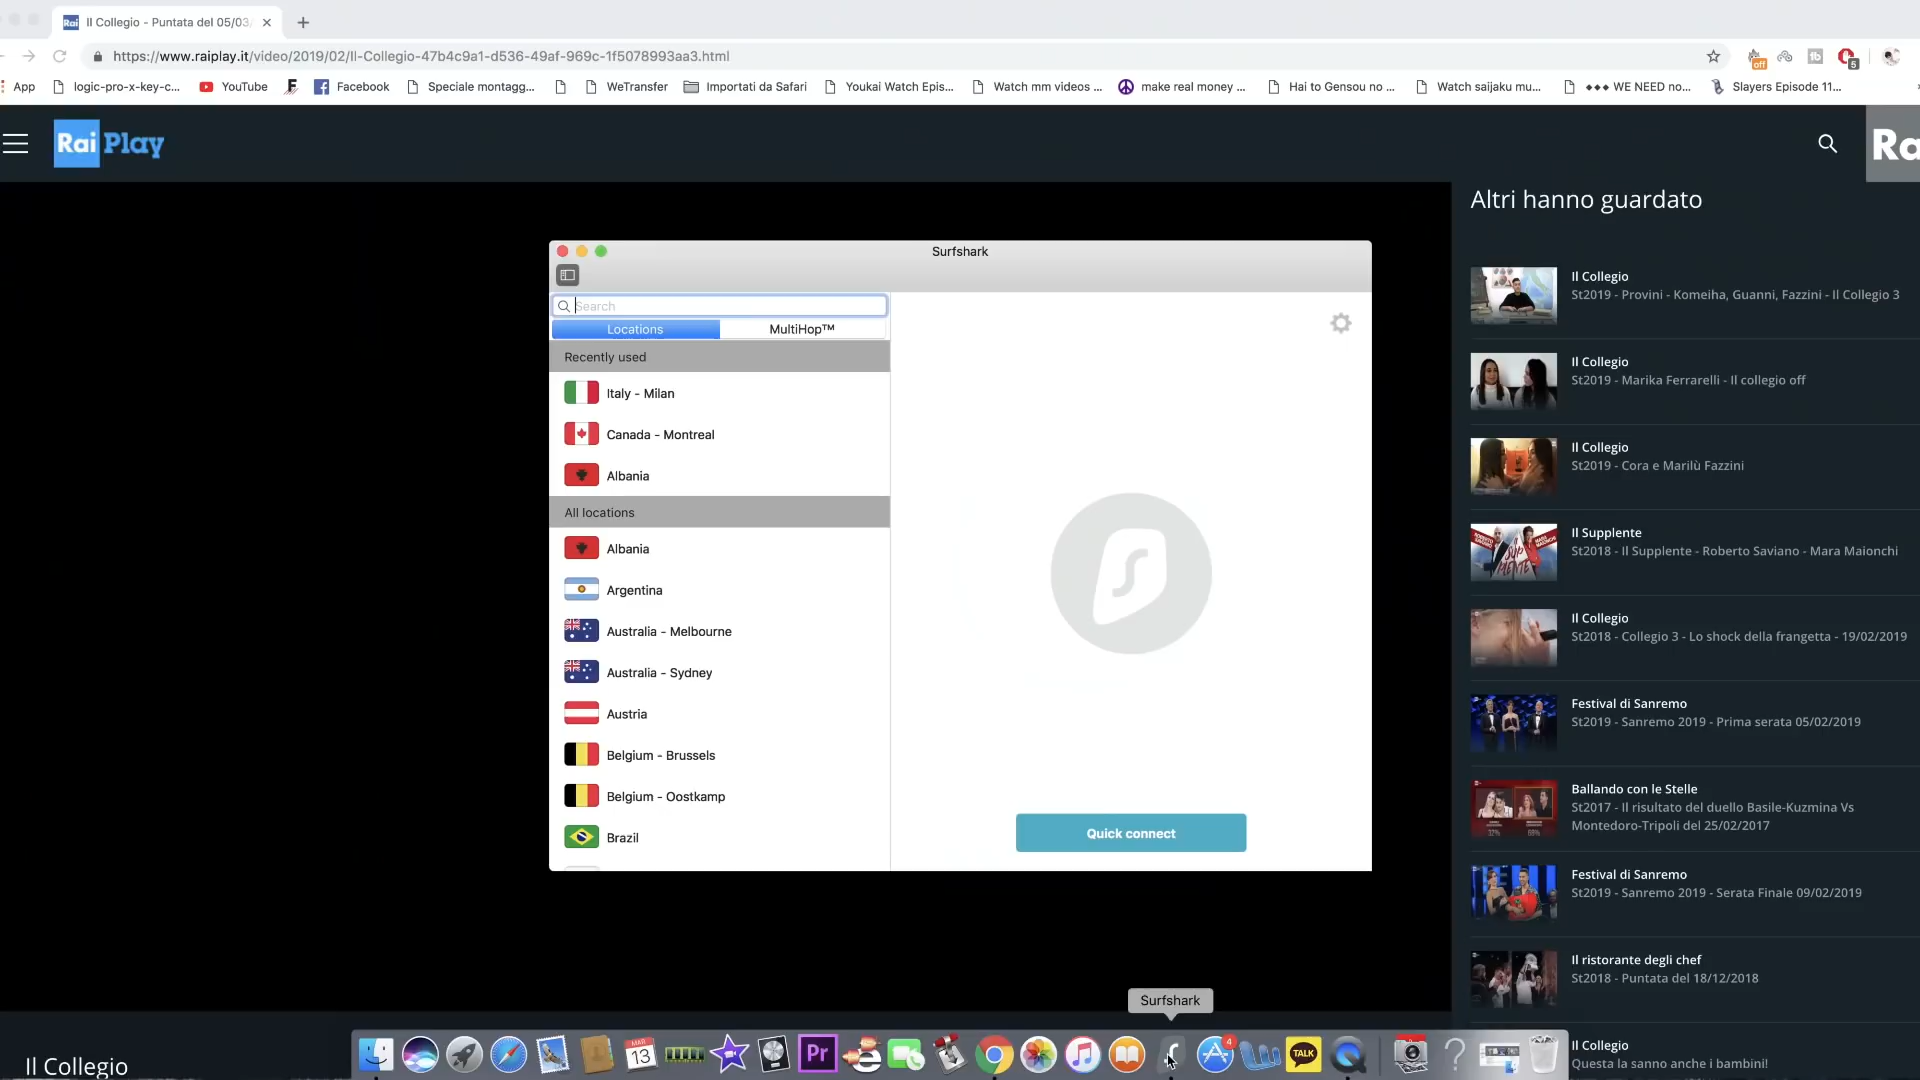 Il Collegio - Puntata del 05/03
https://www.raiplay.it/video/2019/02/Il-Collegio-47b4c9a1-d536-49af-969c-1f5078993aa3.html
off
5
App
logic-pro-x-key-c...
YouTube
Facebook
Speciale montagg...
WeTransfer
Importati da Safari
Youkai Watch Epis...
Watch mm videos ...
make real money ...
Hai to Gensou no ...
Watch saijaku mu...
♦♦♦ WE NEED no...
Slayers Episode 11...
Rai Play
Ra
Altri hanno guardato
Il Collegio
St2019 - Provini - Komeiha, Guanni, Fazzini - Il Collegio 3
Il Collegio
St2019 - Marika Ferrarelli - Il collegio off
Il Collegio
St2019 - Cora e Marilù Fazzini
Il Supplente
St2018 - Il Supplente - Roberto Saviano - Mara Maionchi
Il Collegio
St2018 - Collegio 3 - Lo shock della frangetta - 19/02/2019
Festival di Sanremo
St2019 - Sanremo 2019 - Prima serata 05/02/2019
Ballando con le Stelle
St2017 - Il risultato del duello Basile-Kuzmina Vs
Montedoro-Tripoli del 25/02/2017
Festival di Sanremo
St2019 - Sanremo 2019 - Serata Finale 09/02/2019
Il ristorante degli chef
St2018 - Puntata del 18/12/2018
Il Collegio
Questa la sanno anche i bambini!
Surfshark
Search
Locations
MultiHop™
Recently used
Italy - Milan
Canada - Montreal
Albania
All locations
Albania
Argentina
Australia - Melbourne
Australia - Sydney
Austria
Belgium - Brussels
Belgium - Oostkamp
Brazil
Quick connect
Surfshark
Il Collegio
MAR
13
Pr
4
TALK